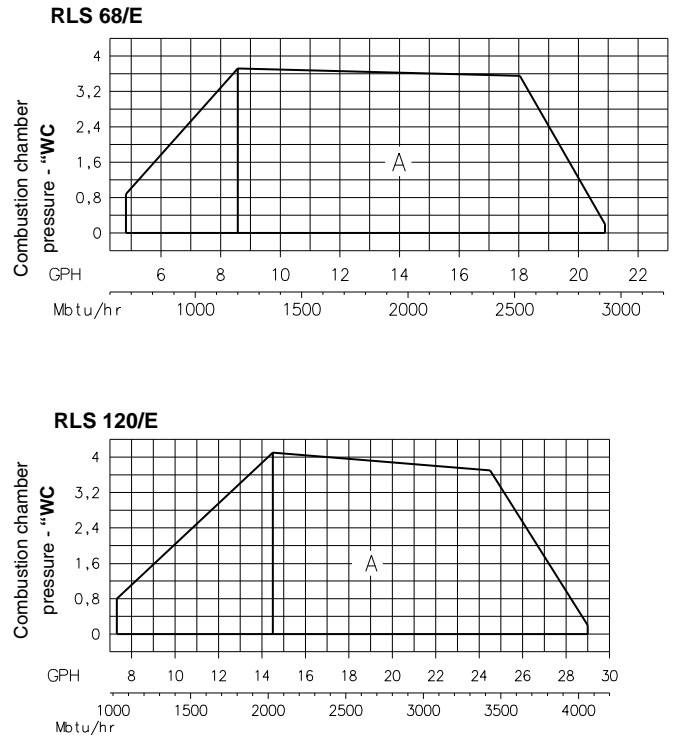 RLS 68/E
Combustion chamber
pressure - “WC
4
3,2
2,4
1,6
0,8
0
A
GPH 6 8 10 12 14 16 18 20 22
Mbtu/hr 1000 1500 2000 2500 3000
RLS 120/E
Combustion chamber
pressure - “WC
4
3,2
2,4
1,6
0,8
0
A
GPH 8 10 12 14 16 18 20 22 24 26 28 30
1000 1500 2000 2500 3000 3500 4000
Mbtu/hr